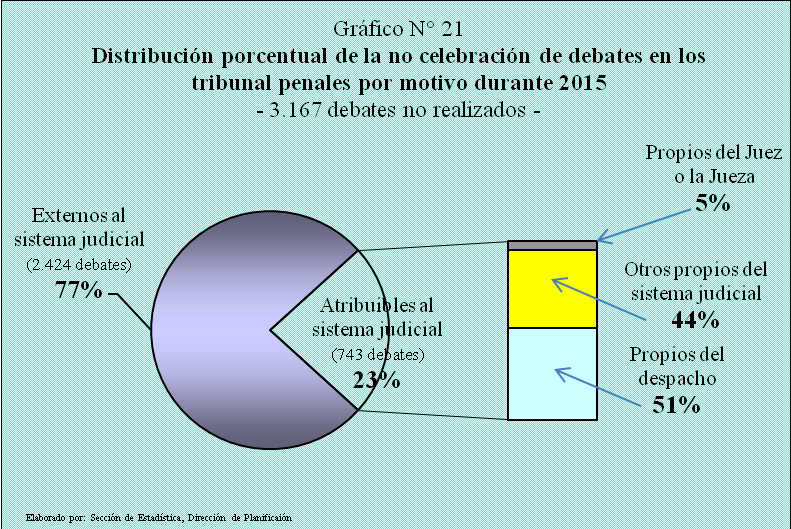 Gráfico N° 21
Distribución porcentual de la no celebración de debates en los
tribunal penales por motivo durante 2015
- 3.167 debates no realizados -
Externos al
sistema judicial
(2.424 debates)
77%
Atribuibles al
sistema judicial
(743 debates)
23%
Propios del Juez
o la Jueza
5%
Otros propios del
sistema judicial
44%
Propios del
despacho
51%
Elaborado por: Sección de Estadística, Dirección de Planificaión